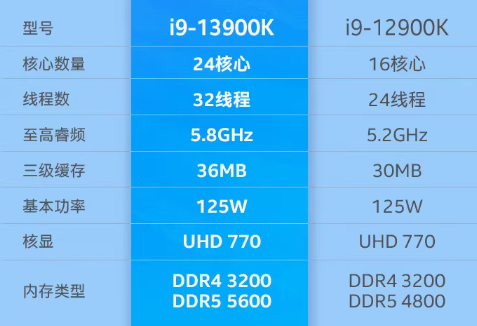 型号 i9-13900K i9-12900K
核心数量 24核心 16核心
线程数 32线程 24线程
至高睿频 5.8GHz 5.2GHz
三级缓存 36MB 30MB
基本功率 125W 125W
核显 UHD 770 UHD 770
内存类型 DDR4 3200 DDR4 3200
DDR5 5600 DDR5 4800